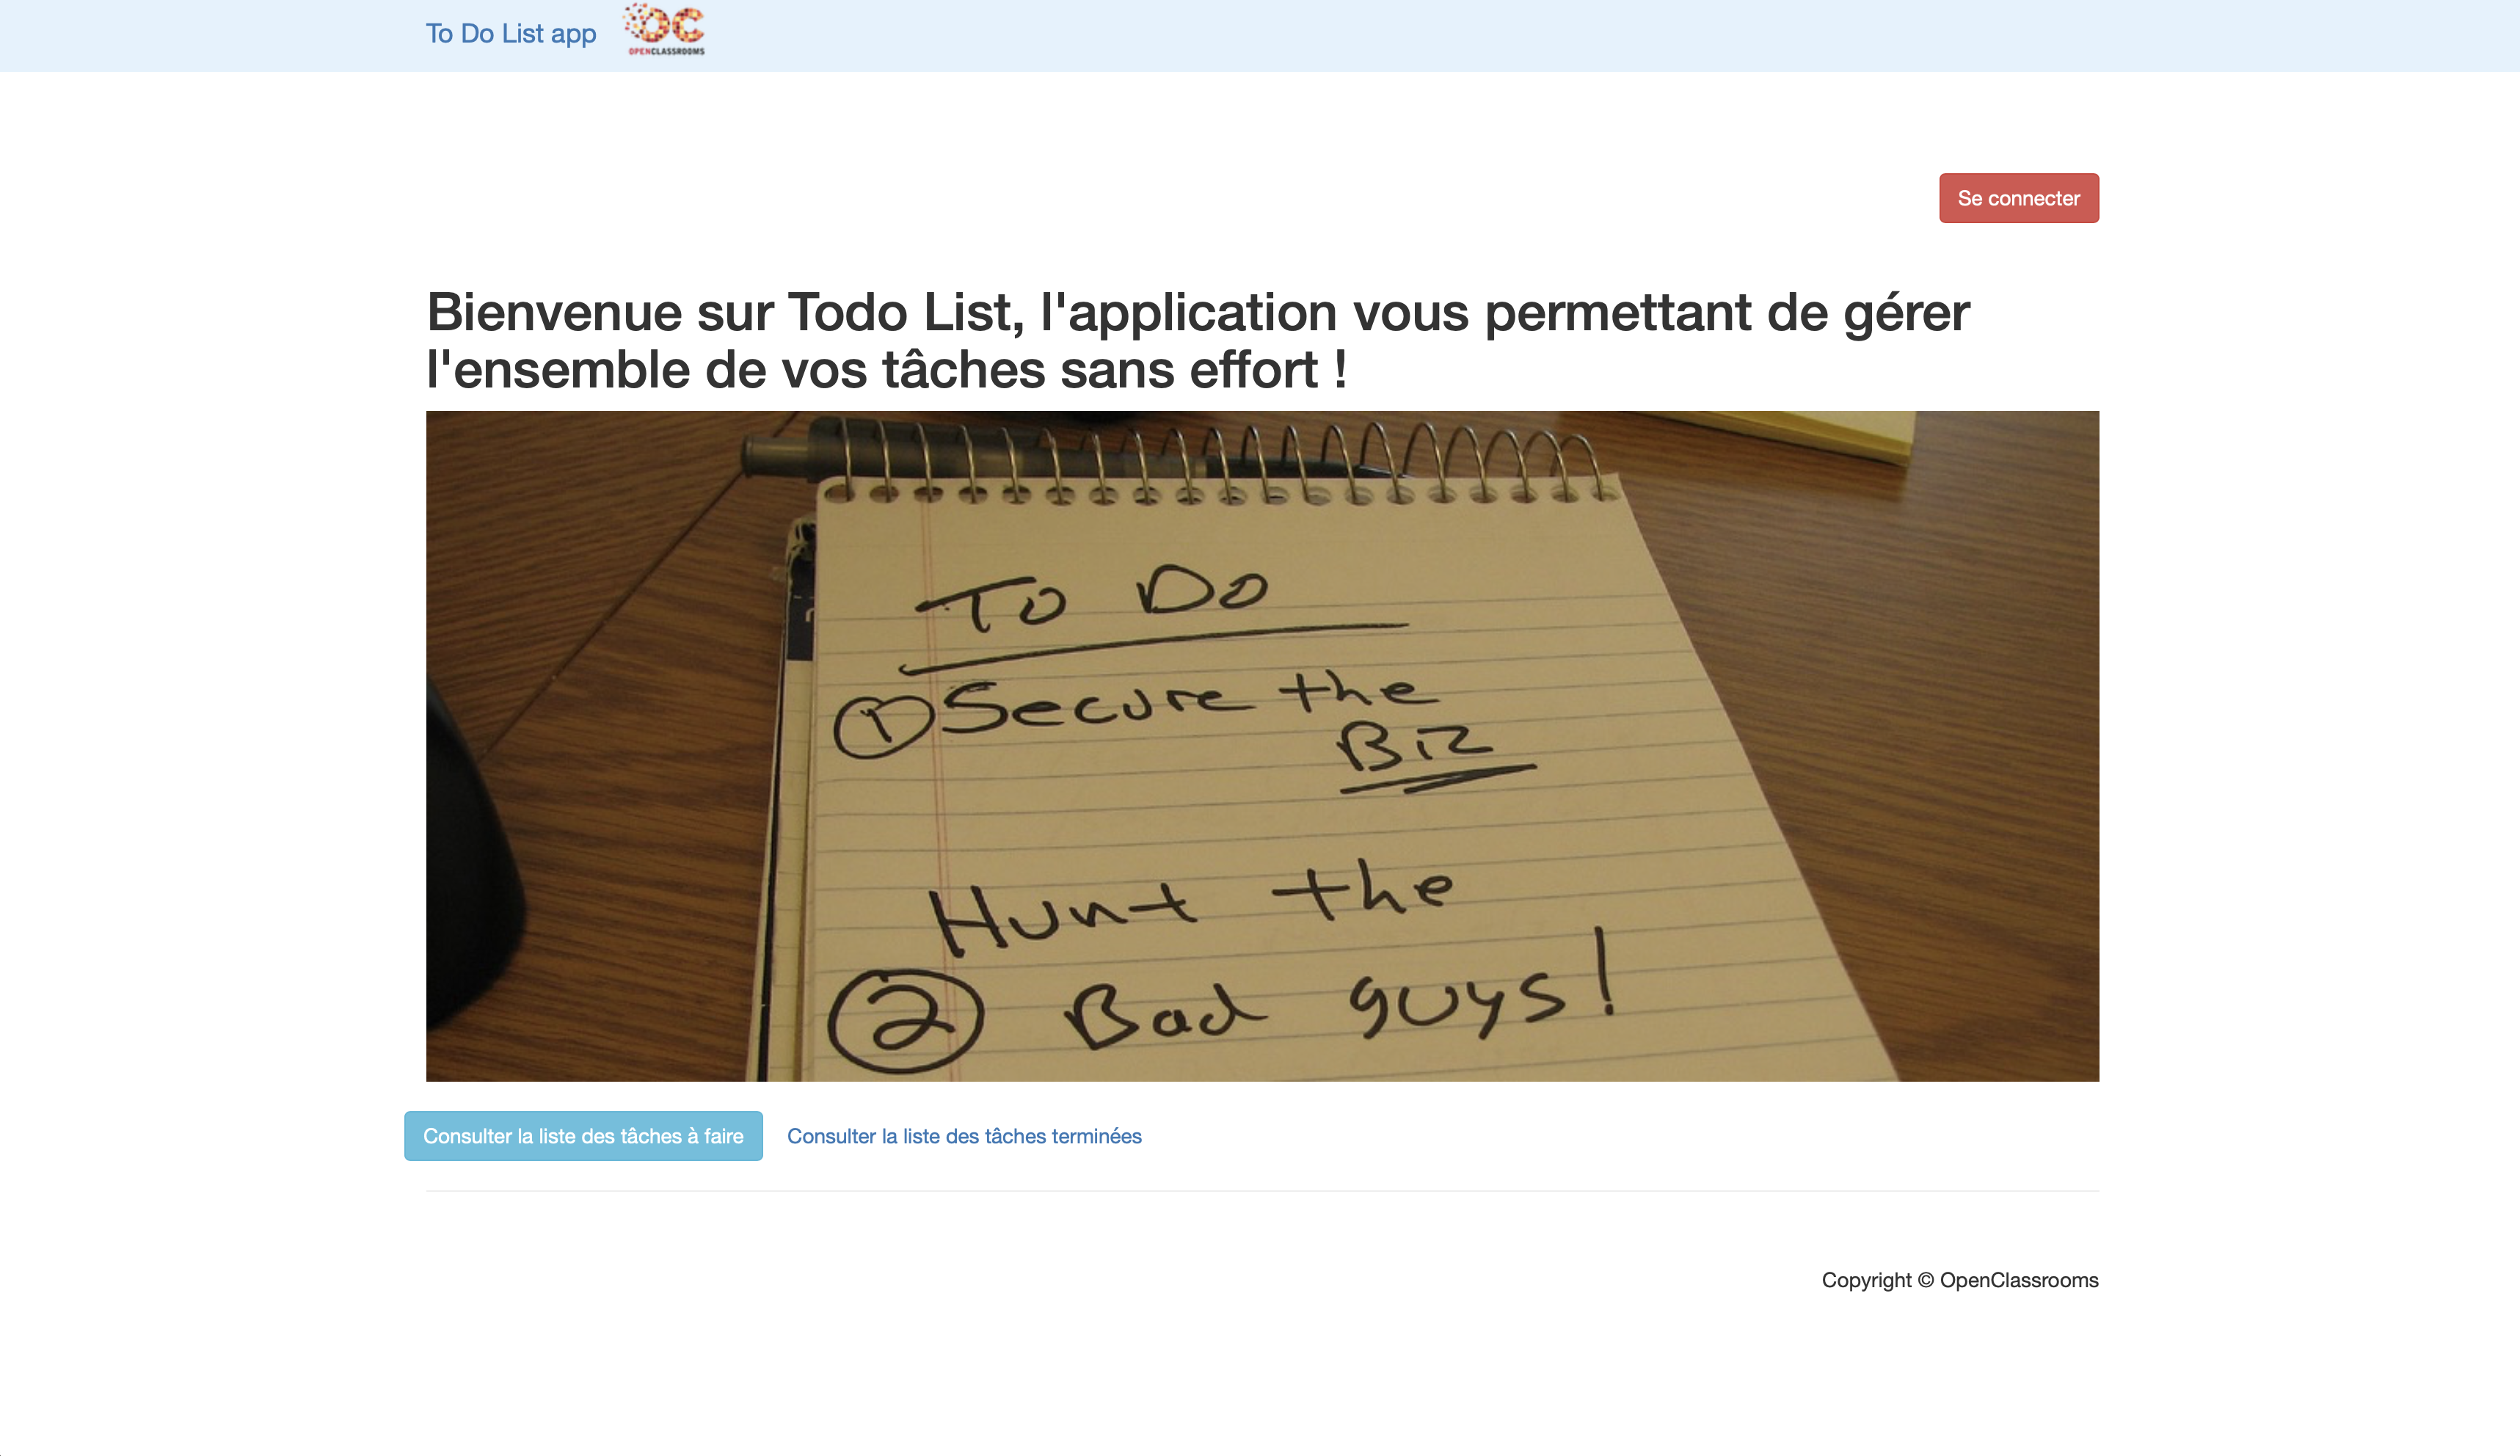 To Do List app
OC
OPENCLASSROOMS
Se connecter
Bienvenue sur Todo List, l'application vous permettant de gérer
l'ensemble de vos tâches sans effort !
To Do
1 Secure the
Biz
Hunt the
2 Bad guys!
Consulter la liste des tâches à faire
Consulter la liste des tâches terminées
Copyright © OpenClassrooms